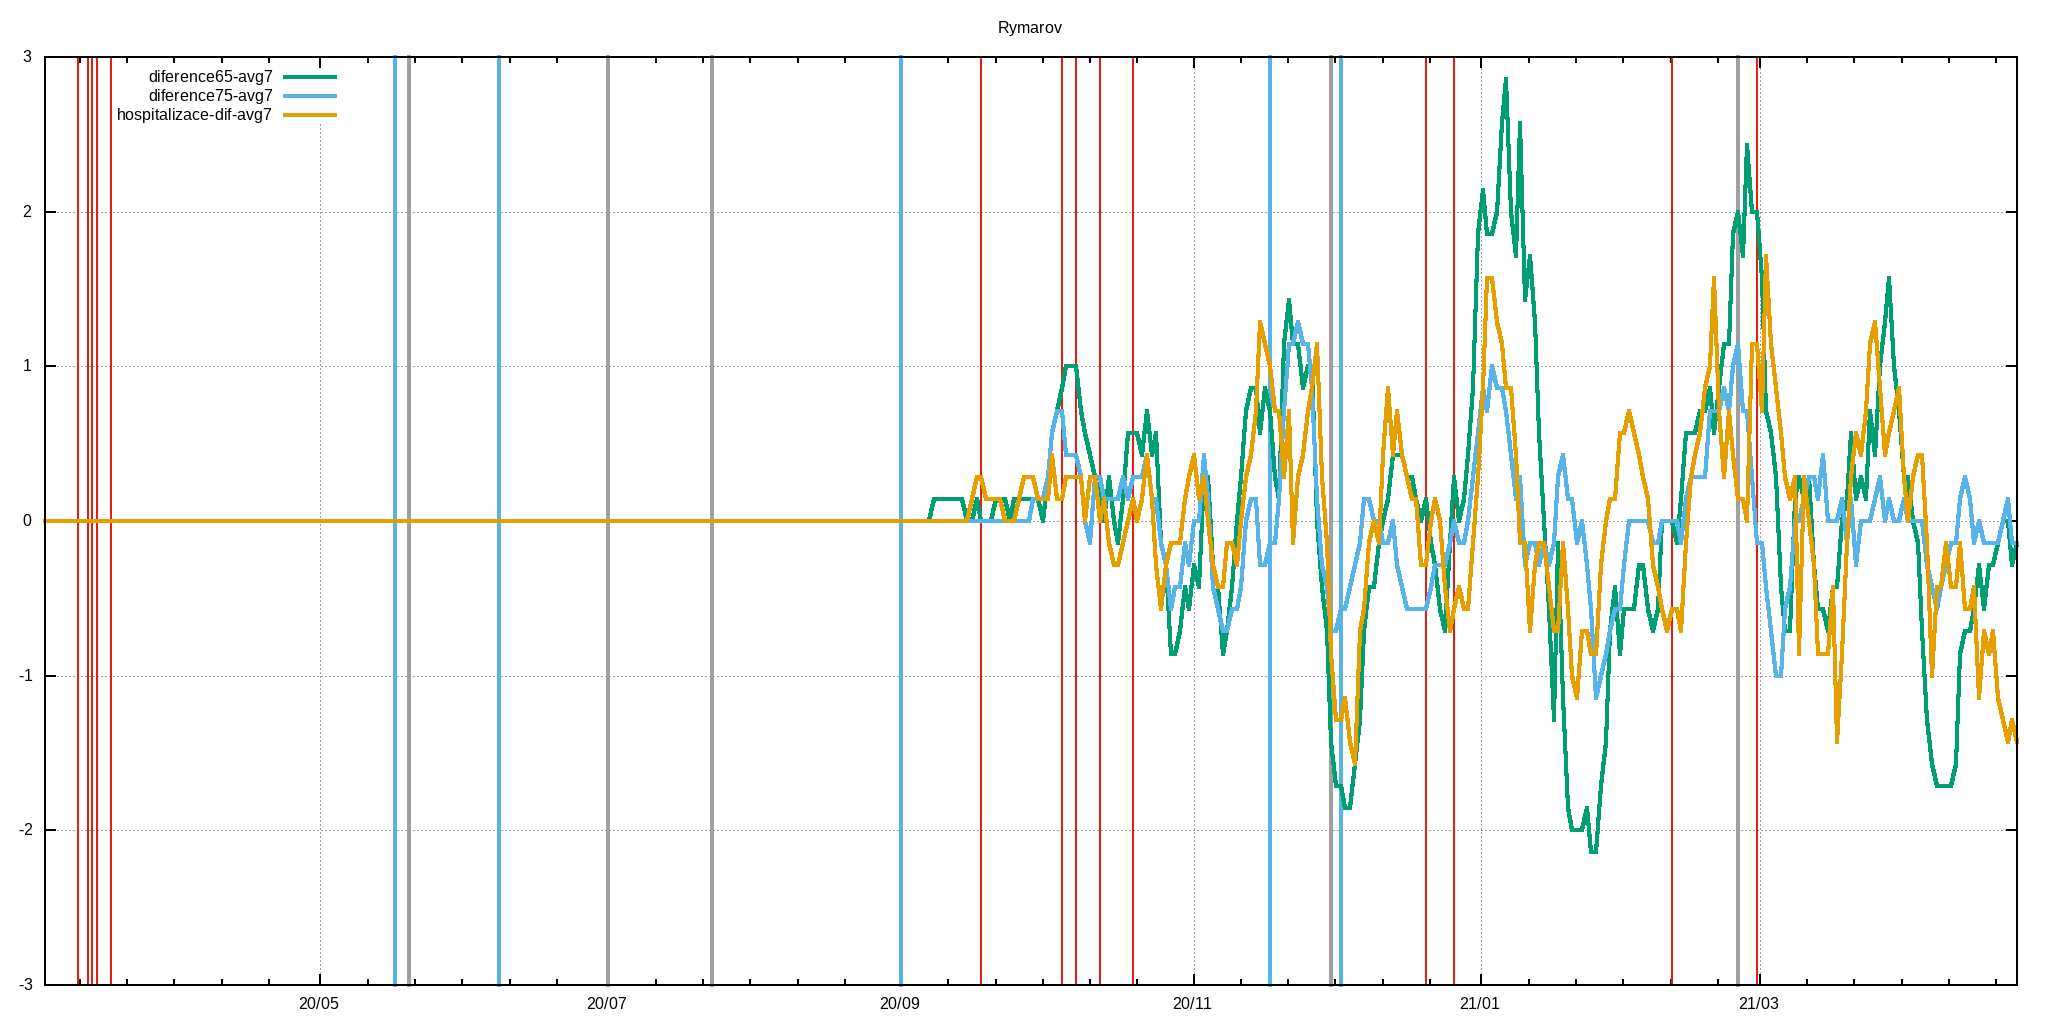 Rymarov
3
diference65-avg7
diference75-avg7
hospitalizace-dif-avg7
2
1
0
-1
-2
-3
20/05 20/07 20/09 20/11 21/01 21/03